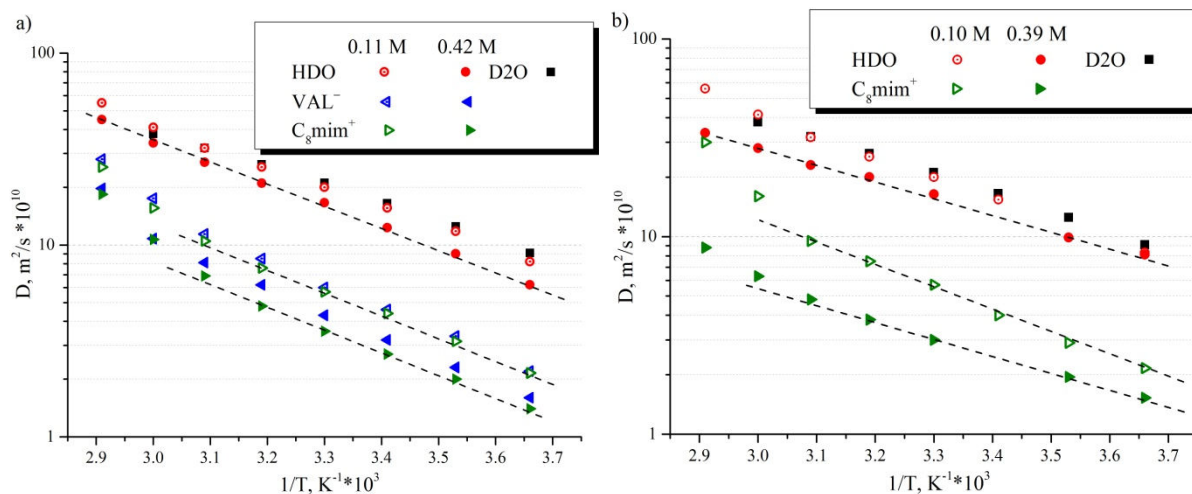 a)
0.11 M 0.42 M
HDO D2O
VAL⁻
C₈mim⁺
D, m²/s *10¹⁰
100
10
1
2.9 3.0 3.1 3.2 3.3 3.4 3.5 3.6 3.7
1/T, K⁻¹*10³
b)
0.10 M 0.39 M
HDO D2O
C₈mim⁺
D, m²/s *10¹⁰
100
10
1
2.9 3.0 3.1 3.2 3.3 3.4 3.5 3.6 3.7
1/T, K⁻¹*10³